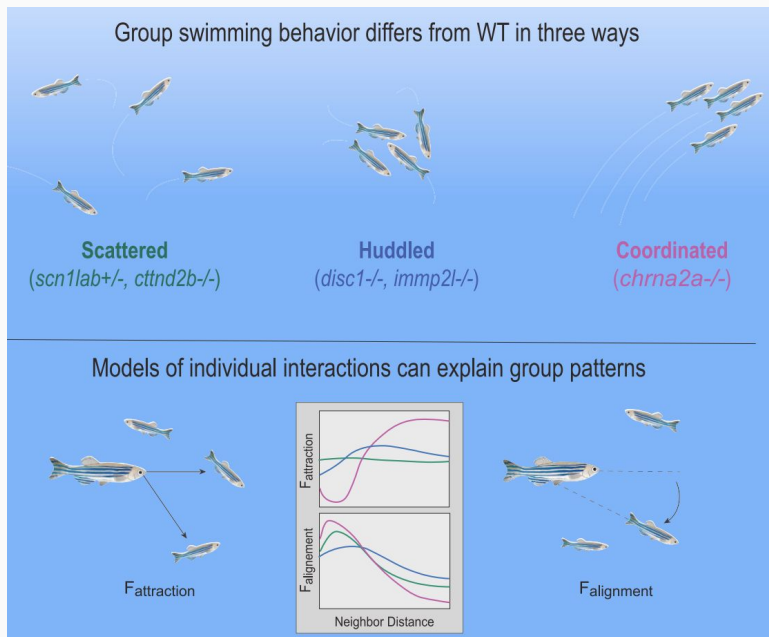 Group swimming behavior differs from WT in three ways
Scattered
(scn1lab+/-, cttnd2b-/-)
Huddled
(disc1-/-, immp2l-/-)
Coordinated
(chrna2a-/-)
Models of individual interactions can explain group patterns
Fattraction
Falignement
Neighbor Distance
Fattraction
Falignment